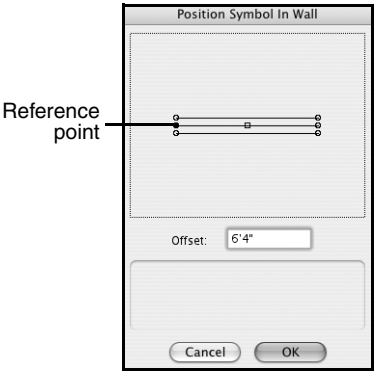 Position Symbol In Wall
Reference
point
Offset: 6'4"
Cancel OK